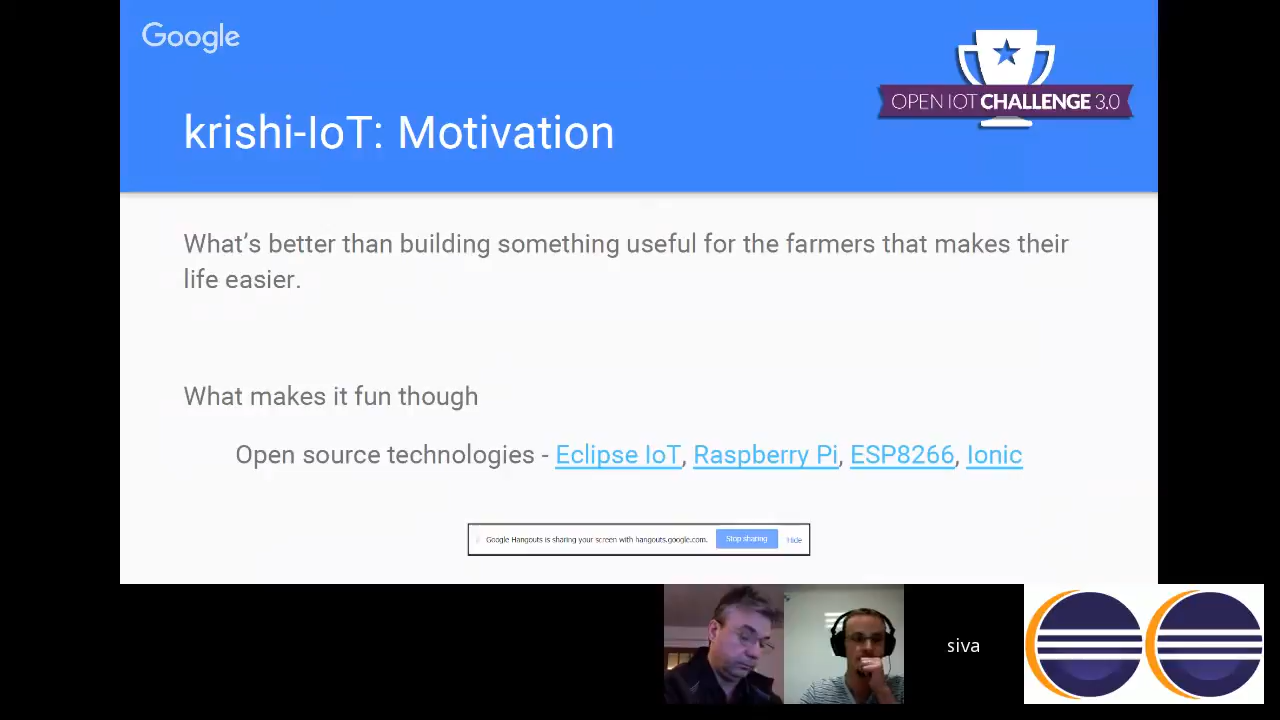 Google
OPEN IOT CHALLENGE 3.0
krishi-IoT: Motivation
What's better than building something useful for the farmers that makes their
life easier.
What makes it fun though
Open source technologies - Eclipse IoT, Raspberry Pi, ESP8266, Ionic
Google Hangouts is sharing your screen with hangouts.google.com. Stop sharing Hide
siva